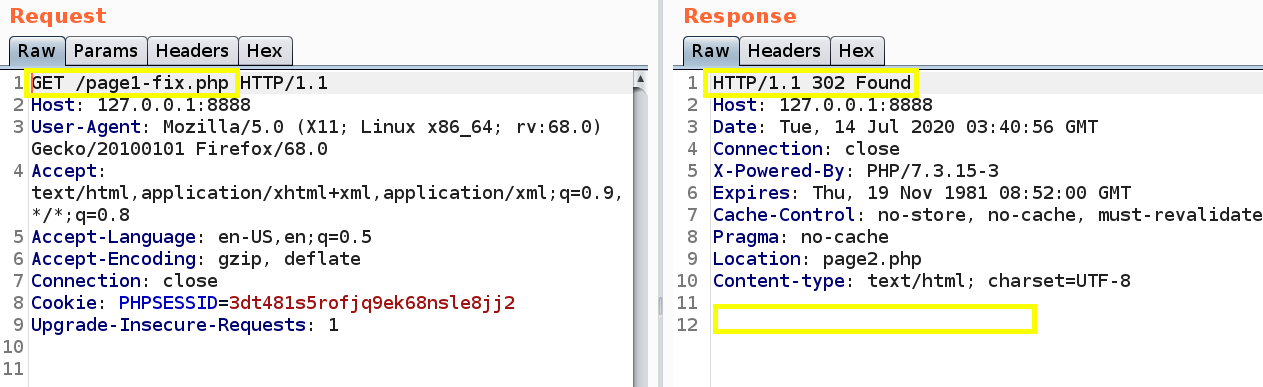 Request
Raw Params Headers Hex
1 GET /page1-fix.php HTTP/1.1
2 Host: 127.0.0.1:8888
3 User-Agent: Mozilla/5.0 (X11; Linux x86_64; rv:68.0)
Gecko/20100101 Firefox/68.0
4 Accept:
text/html,application/xhtml+xml,application/xml;q=0.9,
*/*;q=0.8
5 Accept-Language: en-US,en;q=0.5
6 Accept-Encoding: gzip, deflate
7 Connection: close
8 Cookie: PHPSESSID=3dt481s5rofjq9ek68nsle8jj2
9 Upgrade-Insecure-Requests: 1
10
11
Response
Raw Headers Hex
1 HTTP/1.1 302 Found
2 Host: 127.0.0.1:8888
3 Date: Tue, 14 Jul 2020 03:40:56 GMT
4 Connection: close
5 X-Powered-By: PHP/7.3.15-3
6 Expires: Thu, 19 Nov 1981 08:52:00 GMT
7 Cache-Control: no-store, no-cache, must-revalidate
8 Pragma: no-cache
9 Location: page2.php
10 Content-type: text/html; charset=UTF-8
11
12